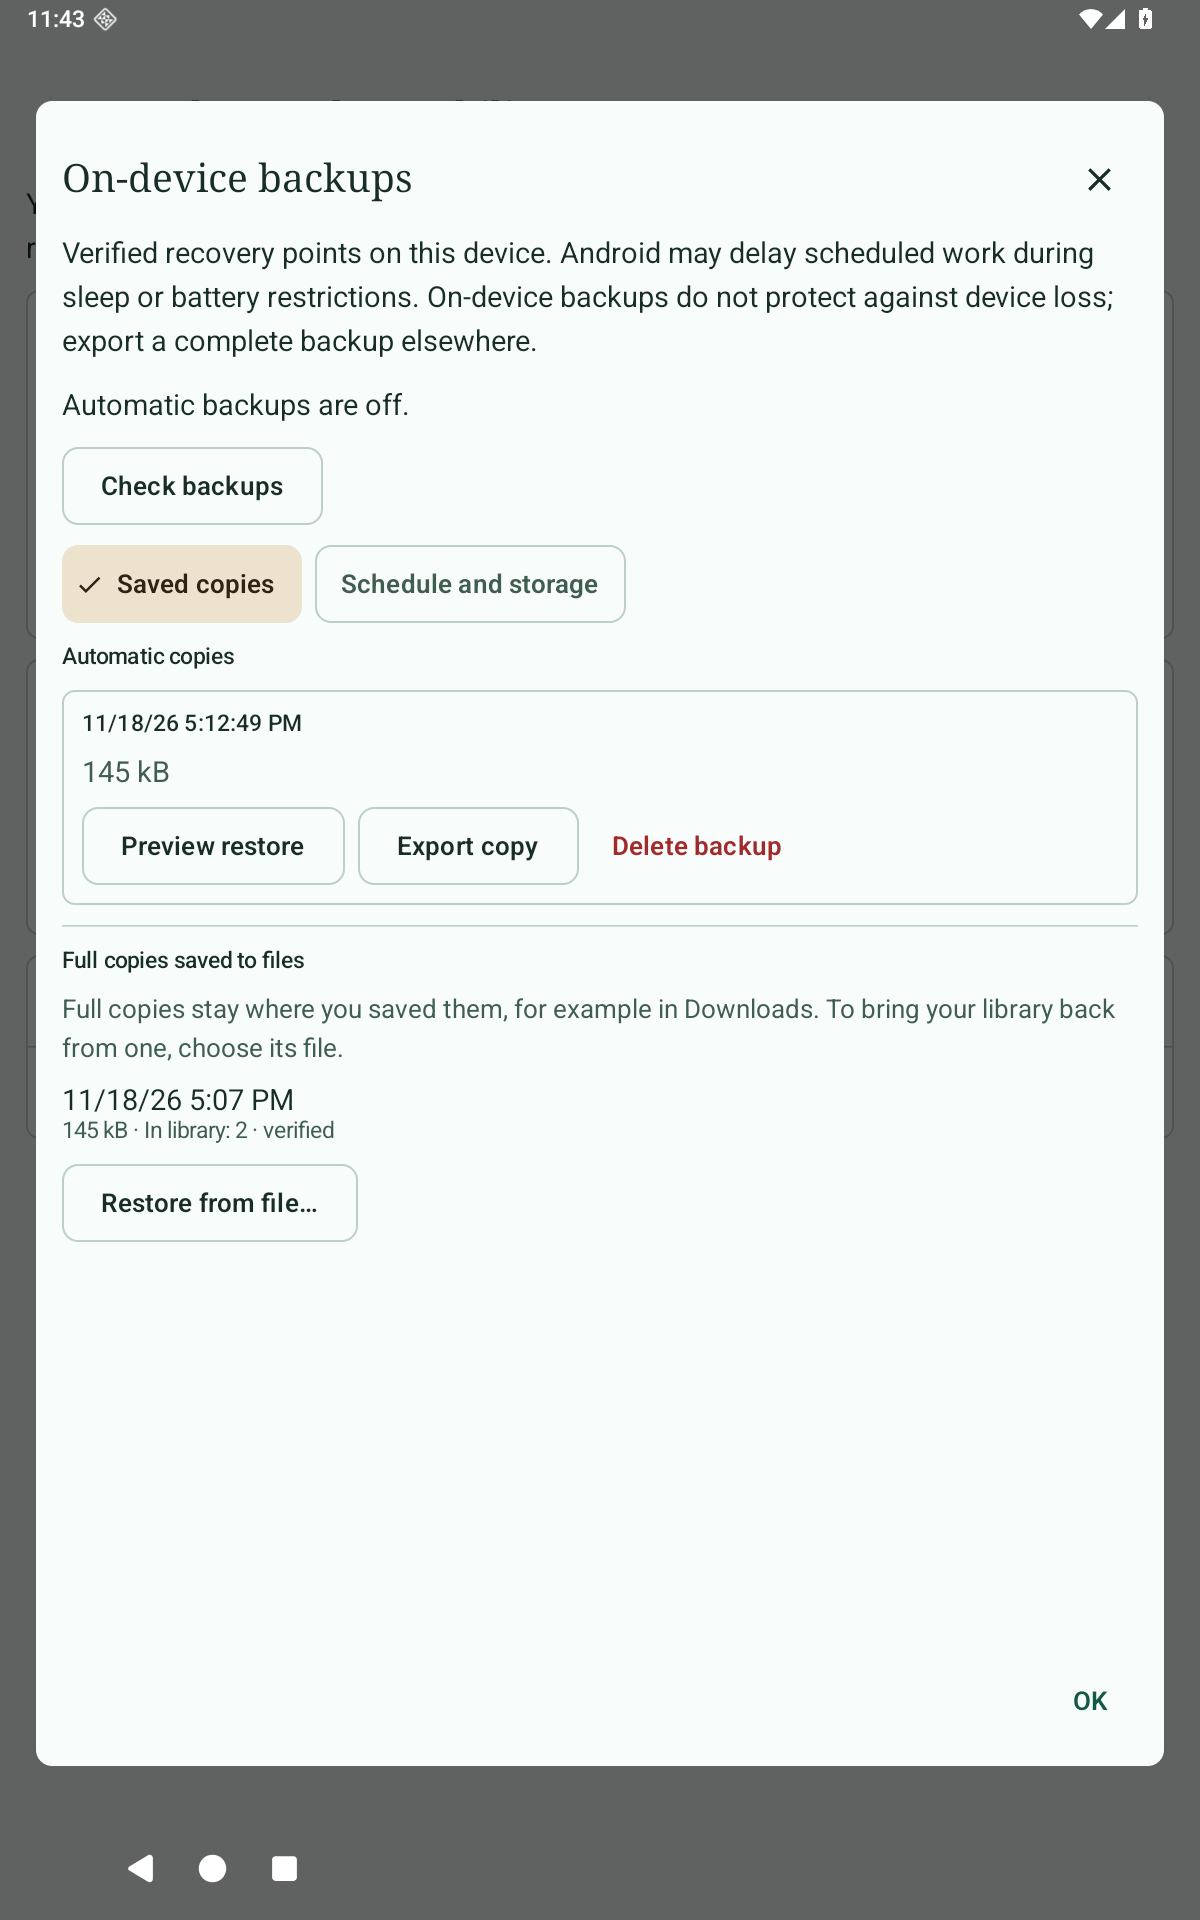 11:43
On-device backups
Verified recovery points on this device. Android may delay scheduled work during
sleep or battery restrictions. On-device backups do not protect against device loss;
export a complete backup elsewhere.
Automatic backups are off.
Check backups
Saved copies
Schedule and storage
Automatic copies
11/18/26 5:12:49 PM
145 kB
Preview restore
Export copy
Delete backup
Full copies saved to files
Full copies stay where you saved them, for example in Downloads. To bring your library back
from one, choose its file.
11/18/26 5:07 PM
145 kB · In library: 2 · verified
Restore from file…
OK